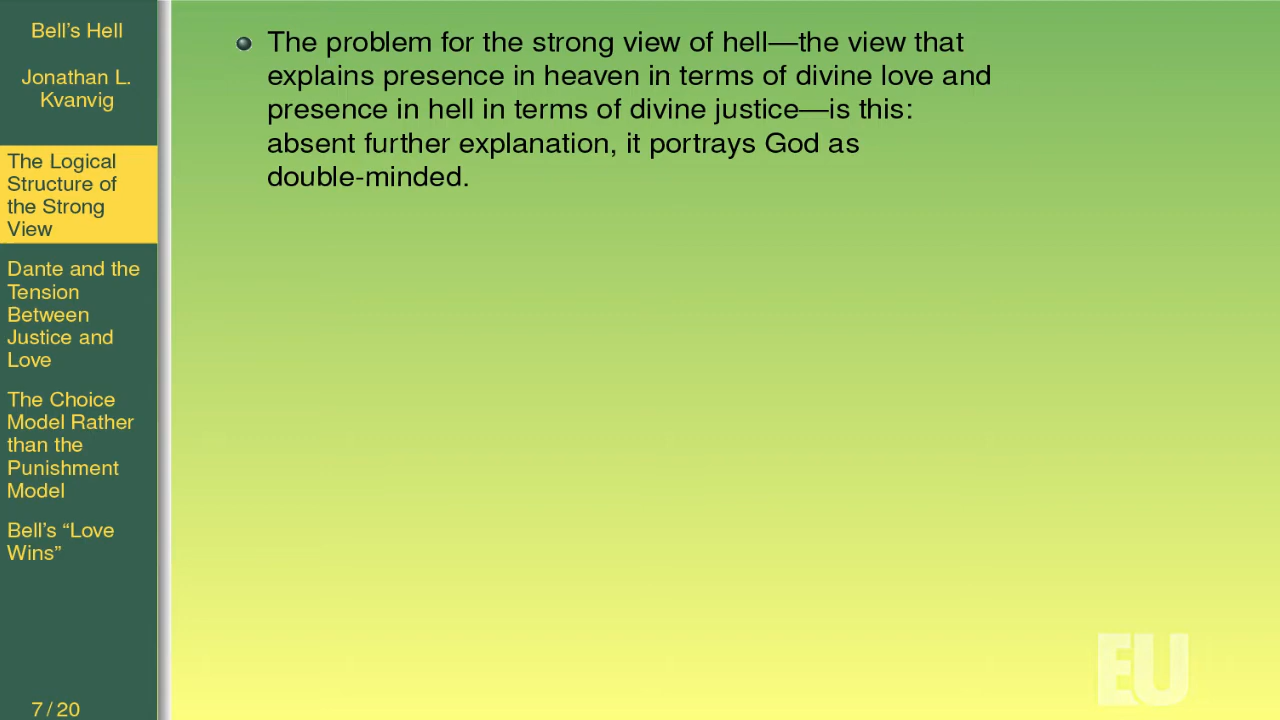 Bell’s Hell
Jonathan L.
Kvanvig
The Logical
Structure of
the Strong
View
Dante and the
Tension
Between
Justice and
Love
The Choice
Model Rather
than the
Punishment
Model
Bell’s “Love
Wins”
7 / 20
The problem for the strong view of hell—the view that
explains presence in heaven in terms of divine love and
presence in hell in terms of divine justice—is this:
absent further explanation, it portrays God as
double-minded.
EU